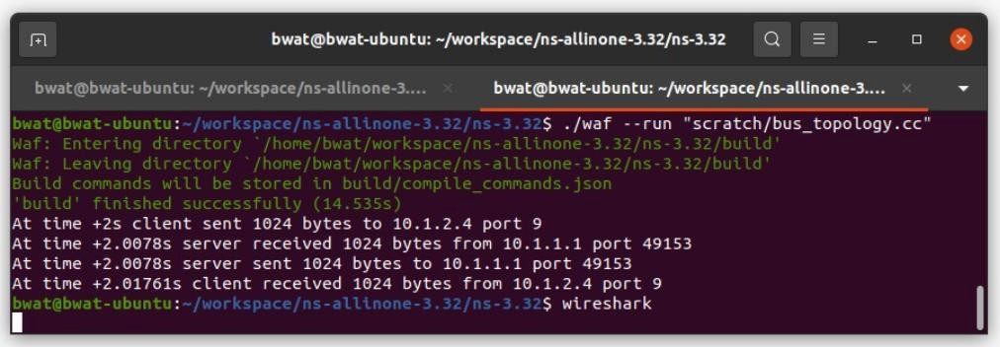 bwat@bwat-ubuntu: ~/workspace/ns-allinone-3.32/ns-3.32
bwat@bwat-ubuntu: ~/workspace/ns-allinone-3.... × bwat@bwat-ubuntu: ~/workspace/ns-allinone-3.... ×
bwat@bwat-ubuntu:~/workspace/ns-allinone-3.32/ns-3.32$ ./waf --run "scratch/bus_topology.cc"
Waf: Entering directory `/home/bwat/workspace/ns-allinone-3.32/ns-3.32/build'
Waf: Leaving directory `/home/bwat/workspace/ns-allinone-3.32/ns-3.32/build'
Build commands will be stored in build/compile_commands.json
'build' finished successfully (14.535s)
At time +2s client sent 1024 bytes to 10.1.2.4 port 9
At time +2.0078s server received 1024 bytes from 10.1.1.1 port 49153
At time +2.0078s server sent 1024 bytes to 10.1.1.1 port 49153
At time +2.01761s client received 1024 bytes from 10.1.2.4 port 9
bwat@bwat-ubuntu:~/workspace/ns-allinone-3.32/ns-3.32$ wireshark